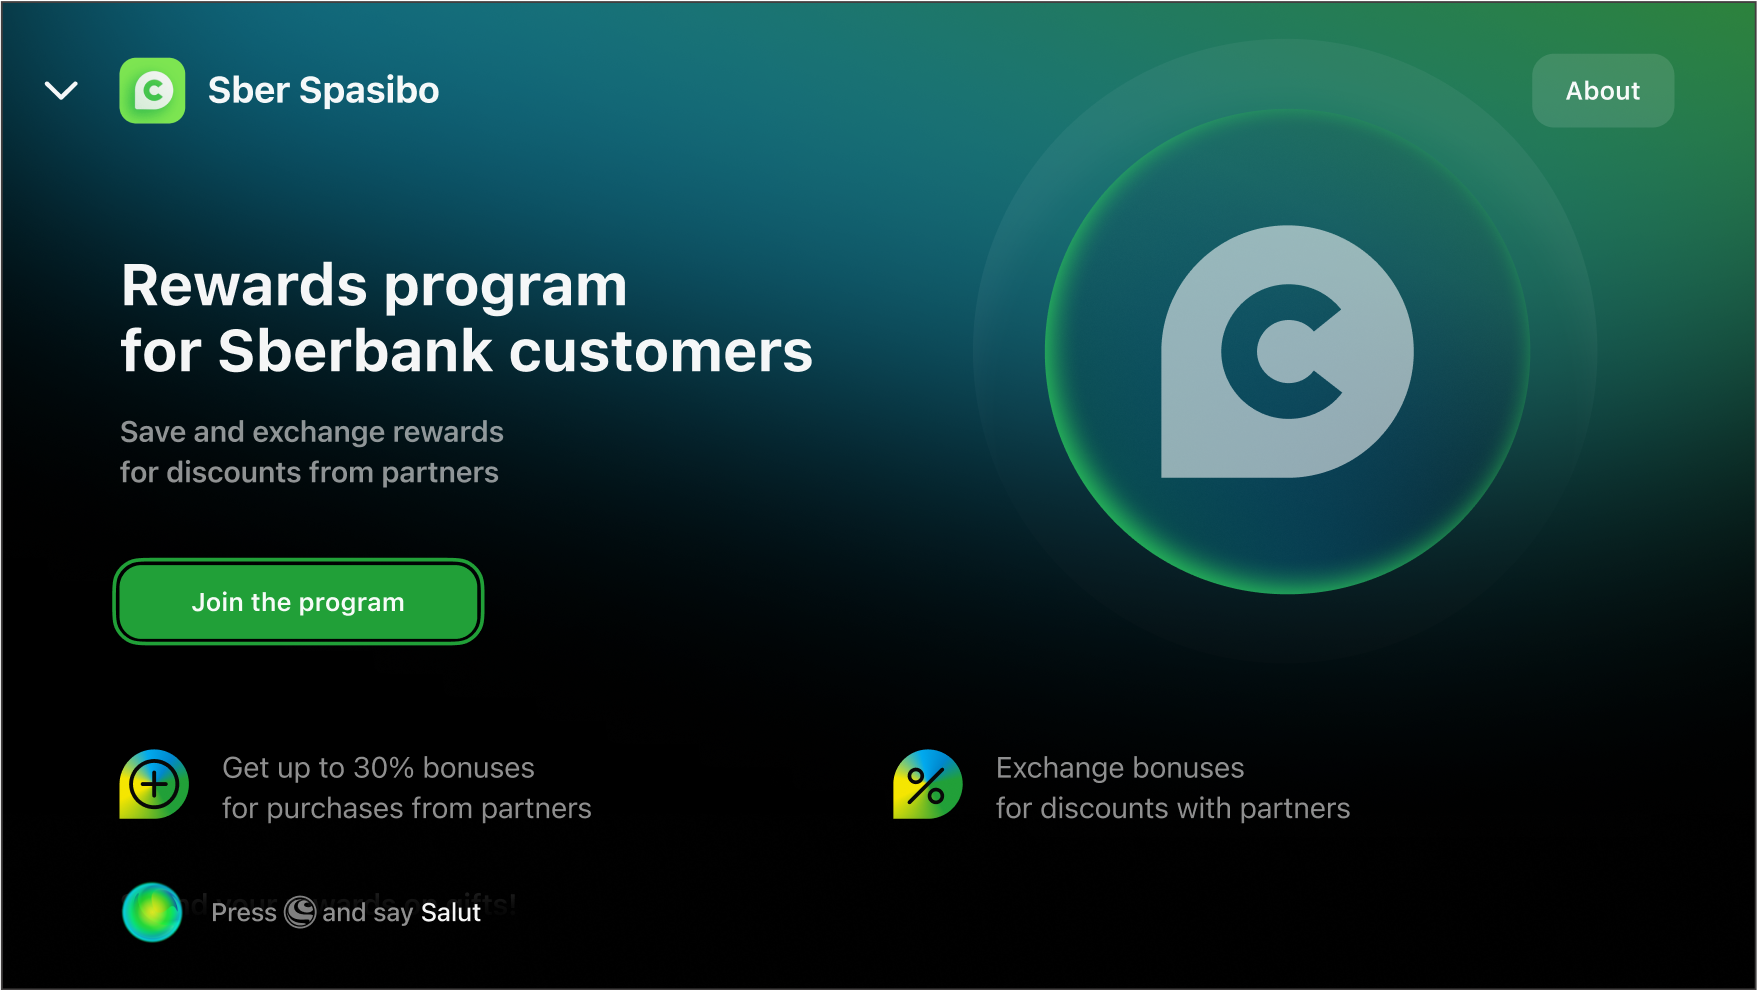 Sber Spasibo
About
Rewards program
for Sberbank customers
Save and exchange rewards
for discounts from partners
Join the program
Get up to 30% bonuses
for purchases from partners
Exchange bonuses
for discounts with partners
Press and say Salut